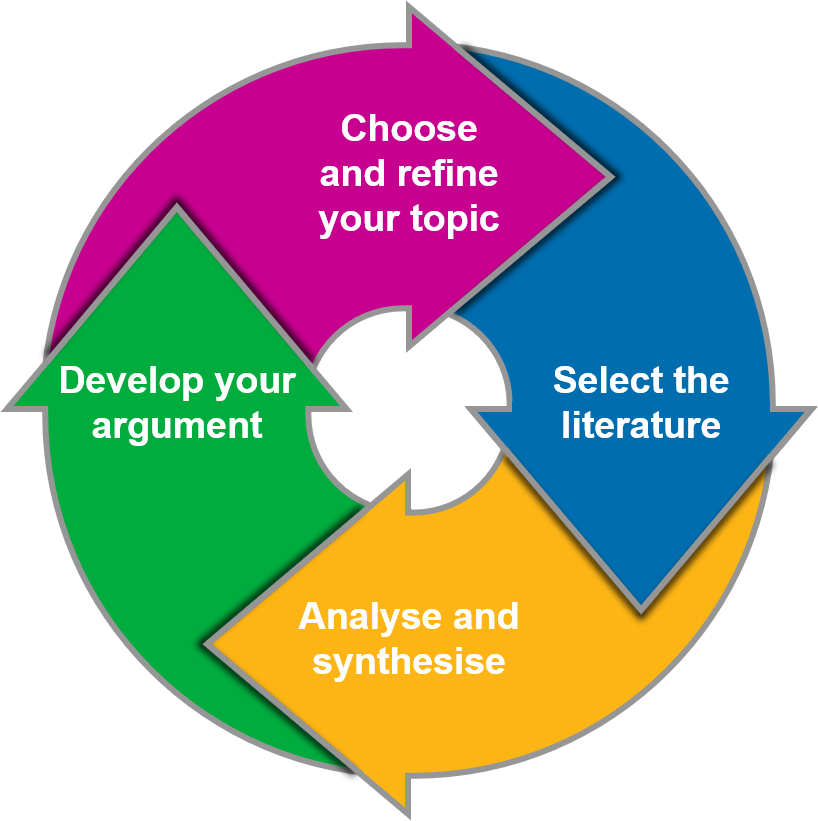 Choose
and refine
your topic
Select the
literature
Analyse and
synthesise
Develop your
argument